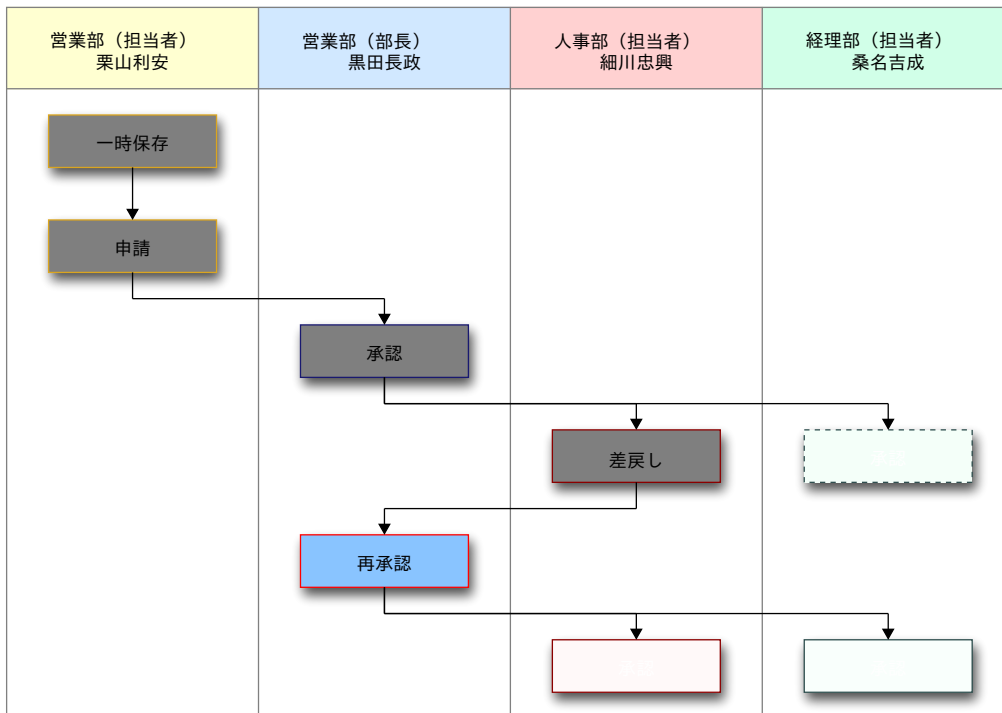 営業部（担当者）
栗山利安
営業部（部長）
黒田長政
人事部（担当者）
細川忠興
経理部（担当者）
桑名吉成
一時保存
申請
承認
差戻し
再承認